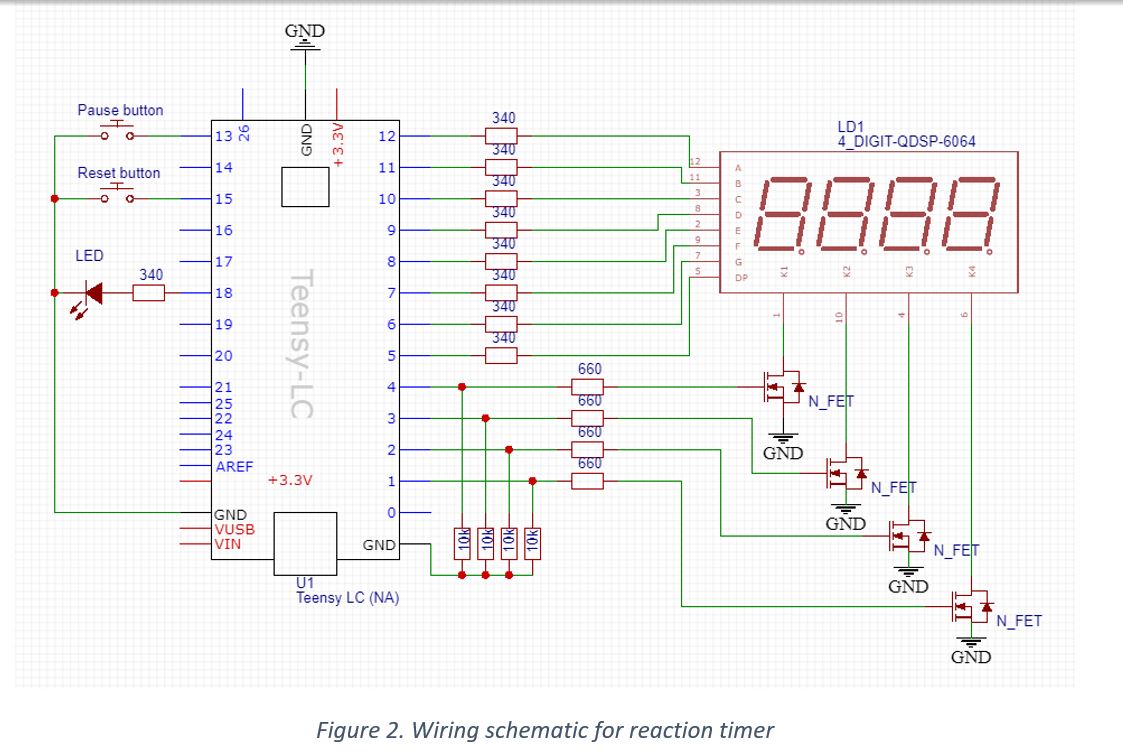 GND
Pause button
13
26
GND
+3.3V
12
340
LD1
4_DIGIT-QDSP-6064
14
11
340
12
A
Reset button
11
B
15
10
340
3
C
16
9
340
8
D
17
8
340
2
E
LED
9
F
340
18
7
340
7
G
5
DP
K1
K2
K3
K4
19
6
340
1
10
4
6
20
5
340
Teensy-LC
21
4
660
N_FET
25
22
3
660
GND
24
23
2
660
AREF
+3.3V
1
660
N_FET
GND
0
GND
VUSB
VIN
GND
10k
10k
10k
10k
N_FET
U1
Teensy LC (NA)
GND
N_FET
GND
Figure 2. Wiring schematic for reaction timer